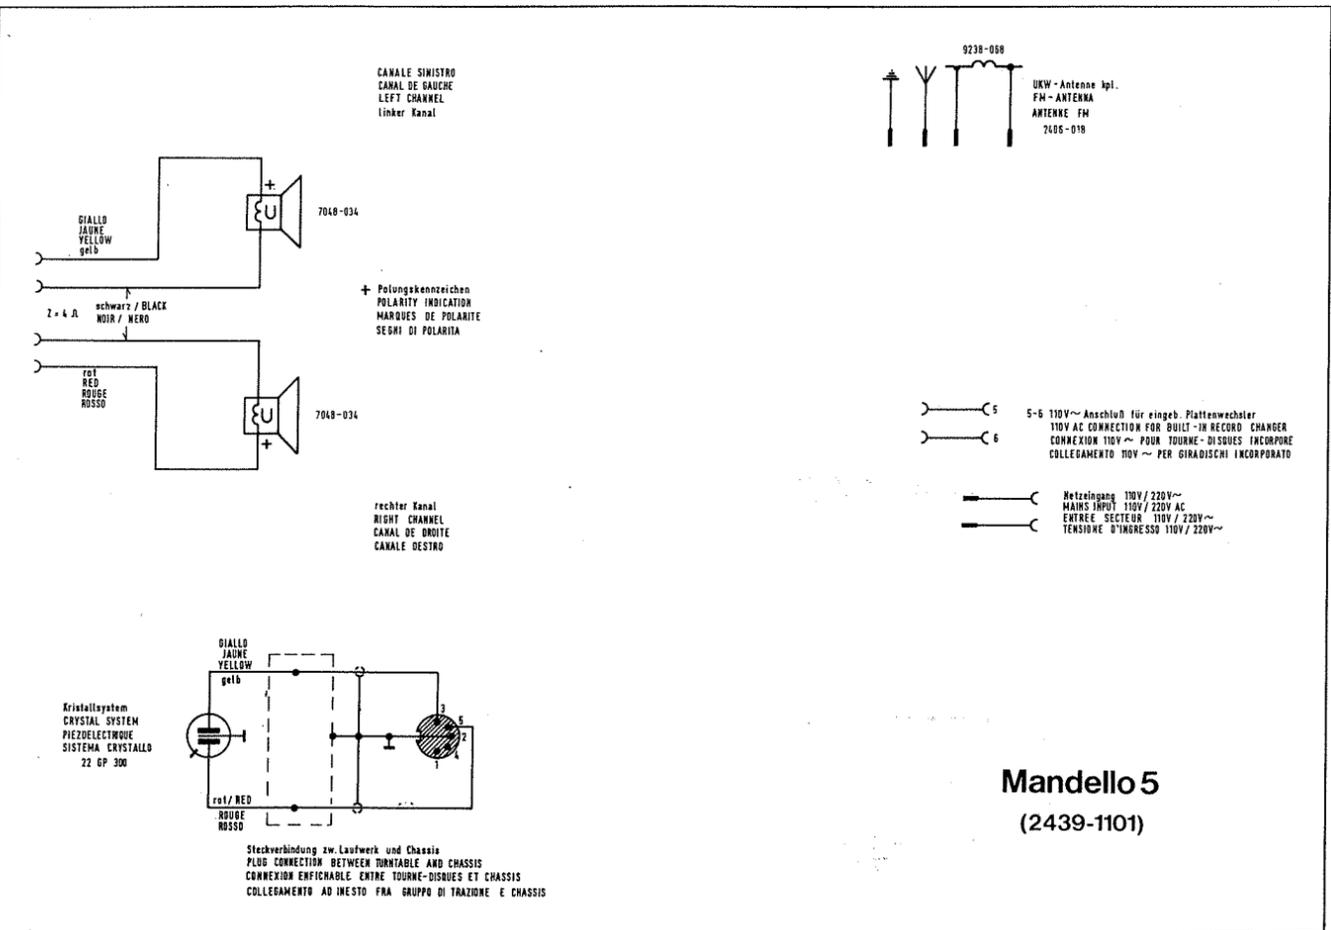 CANALE SINISTRO
CANAL DE GAUCHE
LEFT CHANNEL
linker Kanal
9238-068
UKW-Antenne kpl.
FM-ANTENNA
ANTENNE FM
2406-018
+
7048-034
GIALLO
JAUNE
YELLOW
gelb
+ Polungskennzeichen
POLARITY INDICATION
MARQUES DE POLARITE
SEGNI DI POLARITA
schwarz / BLACK
NOIR / NERO
2 × 4 Ω
rot
RED
ROUGE
ROSSO
7048-034
+
5
6
5-6 110V~ Anschluß für eingeb. Plattenwechsler
110V AC CONNECTION FOR BUILT-IN RECORD CHANGER
CONNEXION 110V~ POUR TOURNE-DISQUES INCORPORE
COLLEGAMENTO 110V~ PER GIRADISCHI INCORPORATO
Netzeingang 110V/220V~
MAINS INPUT 110V/220V AC
ENTREE SECTEUR 110V/220V~
TENSIONE D'INGRESSO 110V/220V~
rechter Kanal
RIGHT CHANNEL
CANAL DE DROITE
CANALE DESTRO
GIALLO
JAUNE
YELLOW
gelb
Kristallsystem
CRYSTAL SYSTEM
PIEZOELECTRIQUE
SISTEMA CRYSTALLO
22 GP 300
3
5
2
4
1
rot/RED
ROUGE
ROSSO
Steckverbindung zw. Laufwerk und Chassis
PLUG CONNECTION BETWEEN TURNTABLE AND CHASSIS
CONNEXION ENFICHABLE ENTRE TOURNE-DISQUES ET CHASSIS
COLLEGAMENTO AD INESTO FRA GRUPPO DI TRAZIONE E CHASSIS
Mandello 5
(2439-1101)